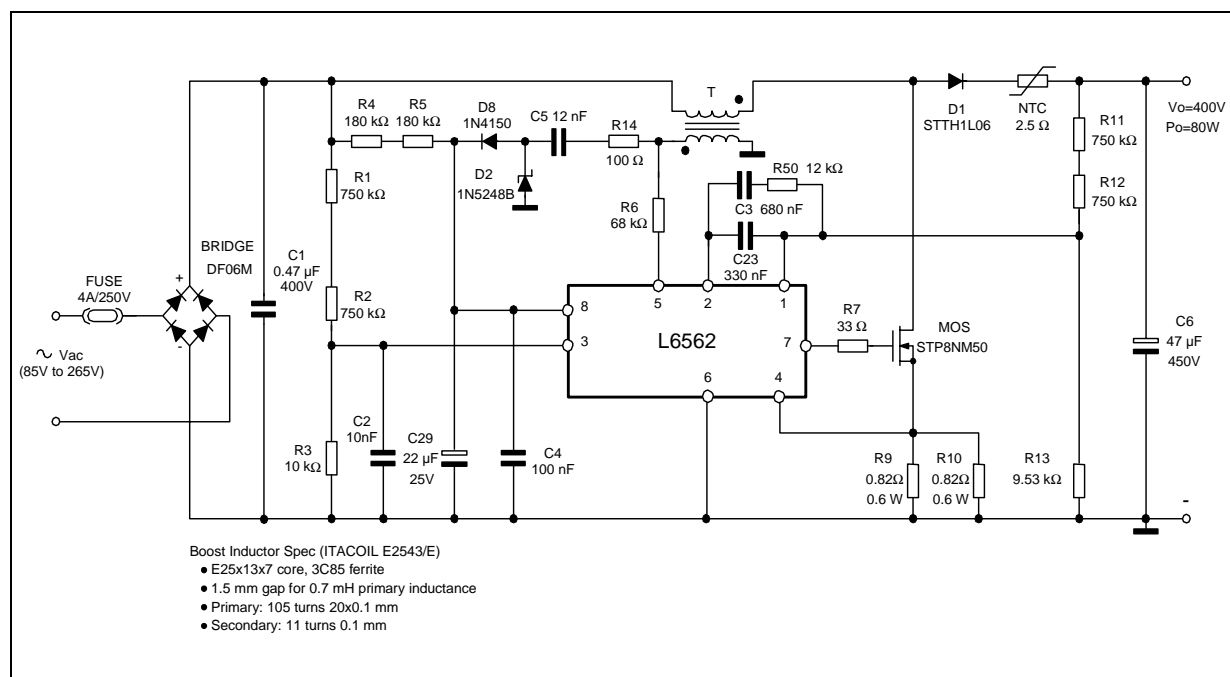 T
D1
STTH1L06
NTC
2.5 Ω
Vo=400V
Po=80W
R4
180 kΩ
R5
180 kΩ
D8
1N4150
C5 12 nF
R14
100 Ω
R11
750 kΩ
R12
750 kΩ
D2
1N5248B
R50 12 kΩ
C3 680 nF
R6
68 kΩ
C23
330 nF
R1
750 kΩ
BRIDGE
DF06M
+
-
C1
0.47 µF
400V
FUSE
4A/250V
R2
750 kΩ
5
2
1
8
3
L6562
7
6
4
R7
33 Ω
MOS
STP8NM50
C6
47 µF
450V
~ Vac
(85V to 265V)
R3
10 kΩ
C2
10nF
C29
22 µF
25V
C4
100 nF
R9
0.82Ω
0.6 W
R10
0.82Ω
0.6 W
R13
9.53 kΩ
-
Boost Inductor Spec (ITACOIL E2543/E)
● E25x13x7 core, 3C85 ferrite
● 1.5 mm gap for 0.7 mH primary inductance
● Primary: 105 turns 20x0.1 mm
● Secondary: 11 turns 0.1 mm